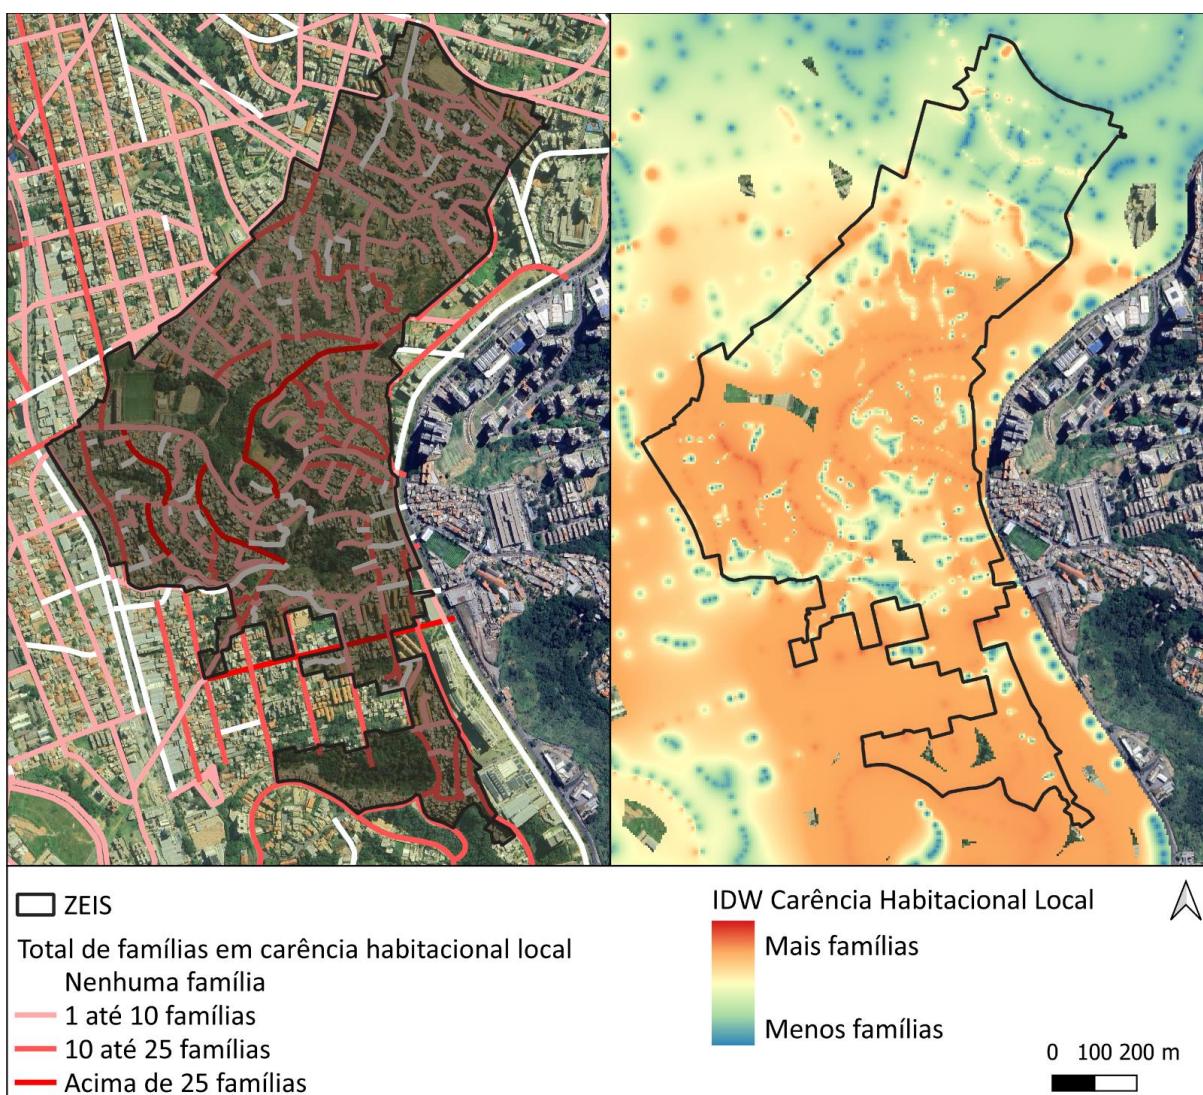 ZEIS
Total de famílias em carência habitacional local
Nenhuma família
1 até 10 famílias
10 até 25 famílias
Acima de 25 famílias
IDW Carência Habitacional Local
Mais famílias
Menos famílias
0 100 200 m